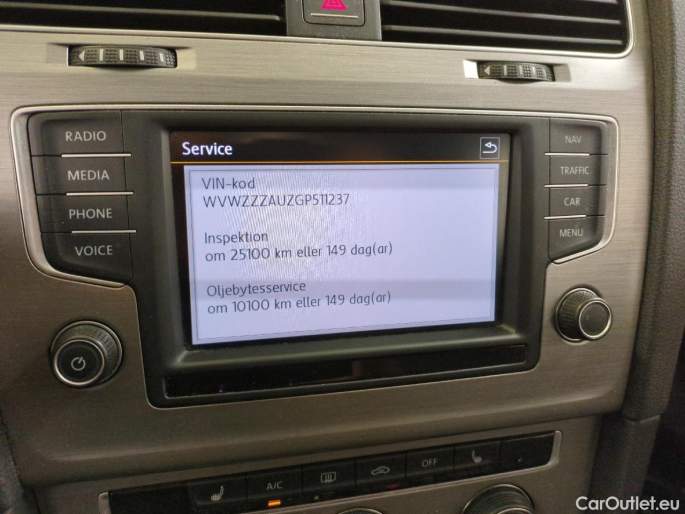 RADIO
MEDIA
PHONE
VOICE
Service
VIN-kod
WVWZZZAUZGP511237
Inspektion
om 25100 km eller 149 dag(ar)
Oljebytesservice
om 10100 km eller 149 dag(ar)
NAV
TRAFFIC
CAR
MENU
A/C
OFF
CarOutlet.eu